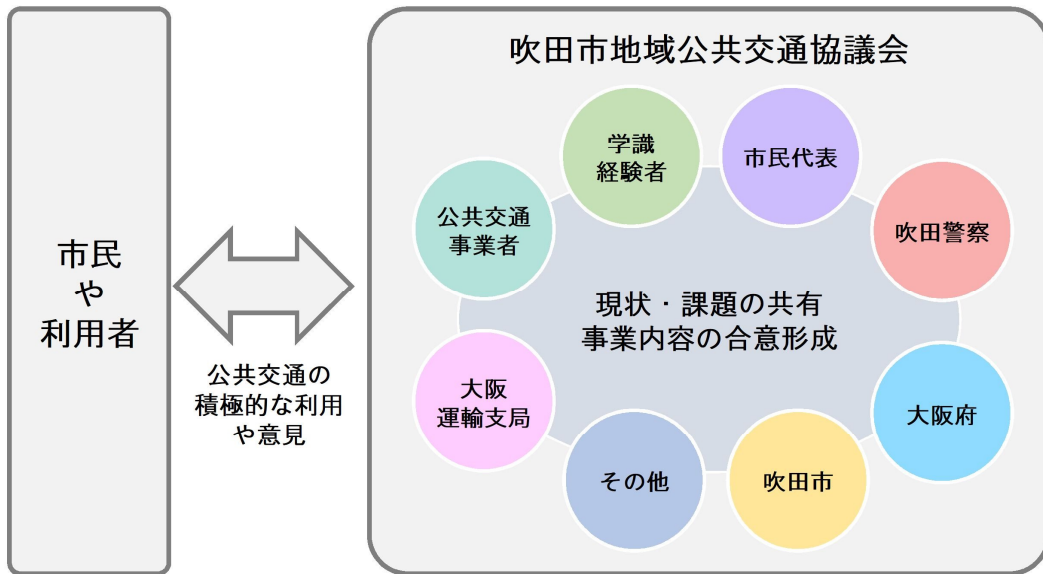 市民
や
利用者
公共交通の
積極的な利用
や意見
吹田市地域公共交通協議会
学識
経験者
市民代表
公共交通
事業者
吹田警察
現状・課題の共有
事業内容の合意形成
大阪
運輸支局
大阪府
その他
吹田市